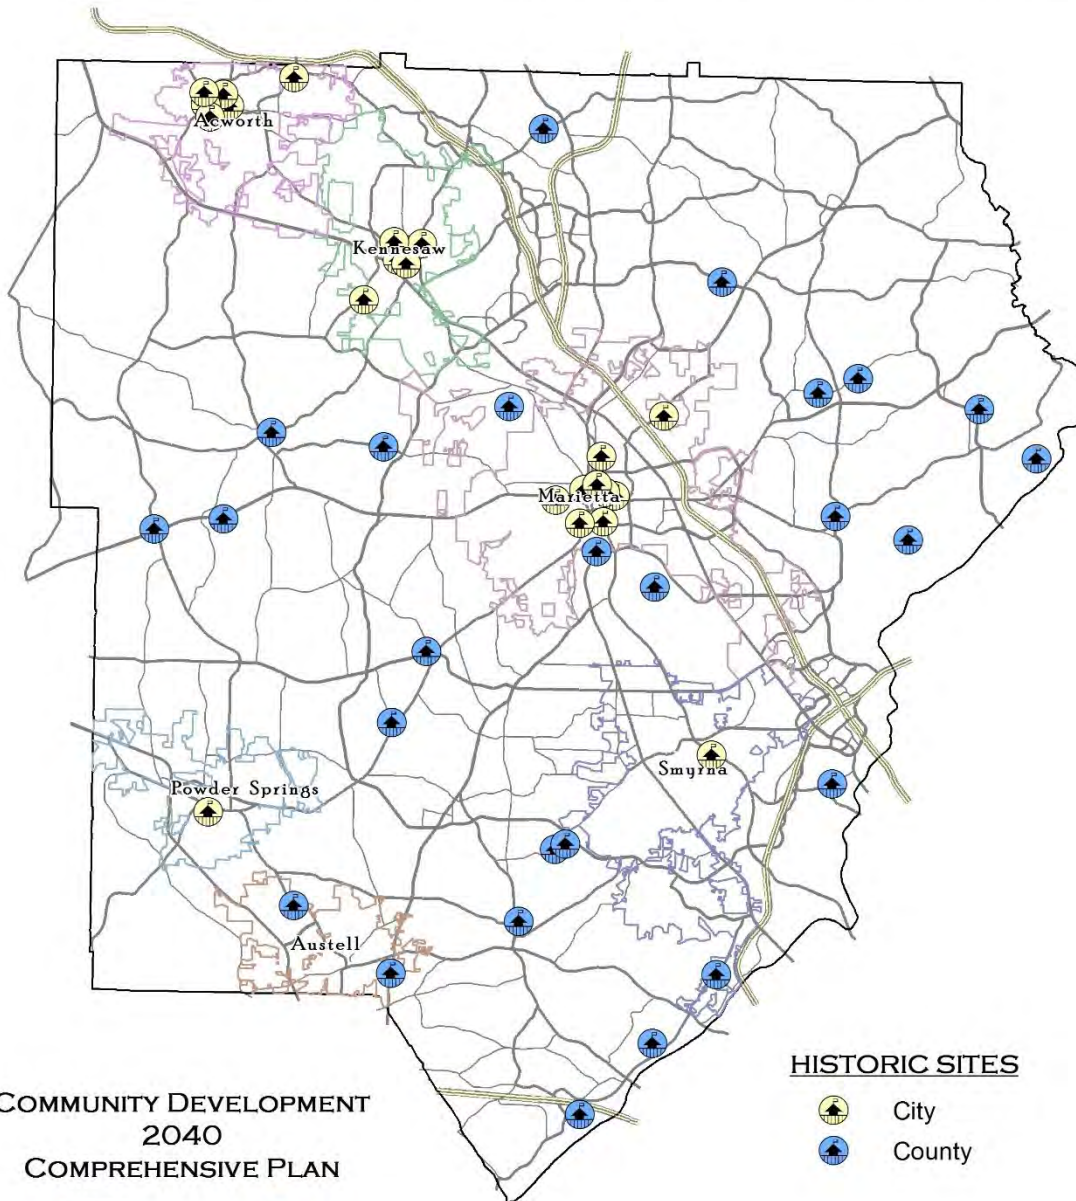 Acworth
Kennesaw
Marietta
Smyrna
Powder Springs
Austell
COMMUNITY DEVELOPMENT
2040
COMPREHENSIVE PLAN
HISTORIC SITES
City
County